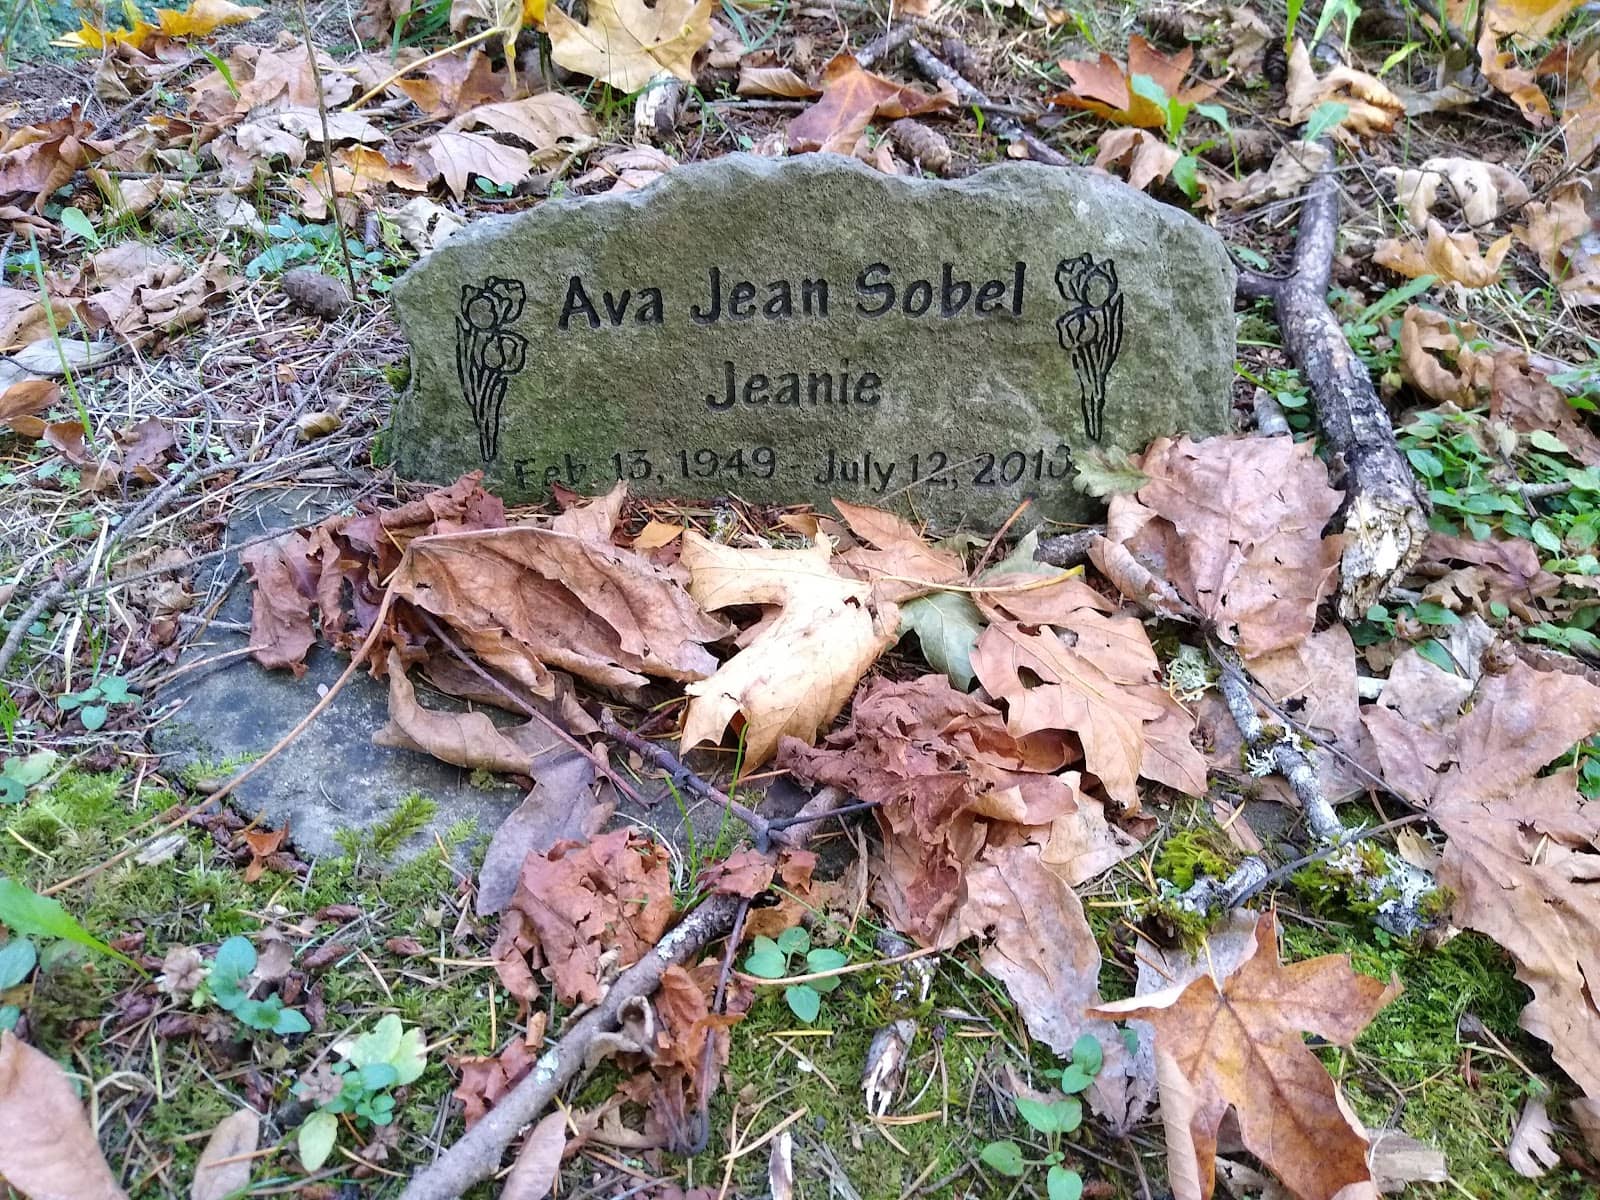 Ava Jean Sobel
Jeanie
Feb. 13, 1949 - July 12,